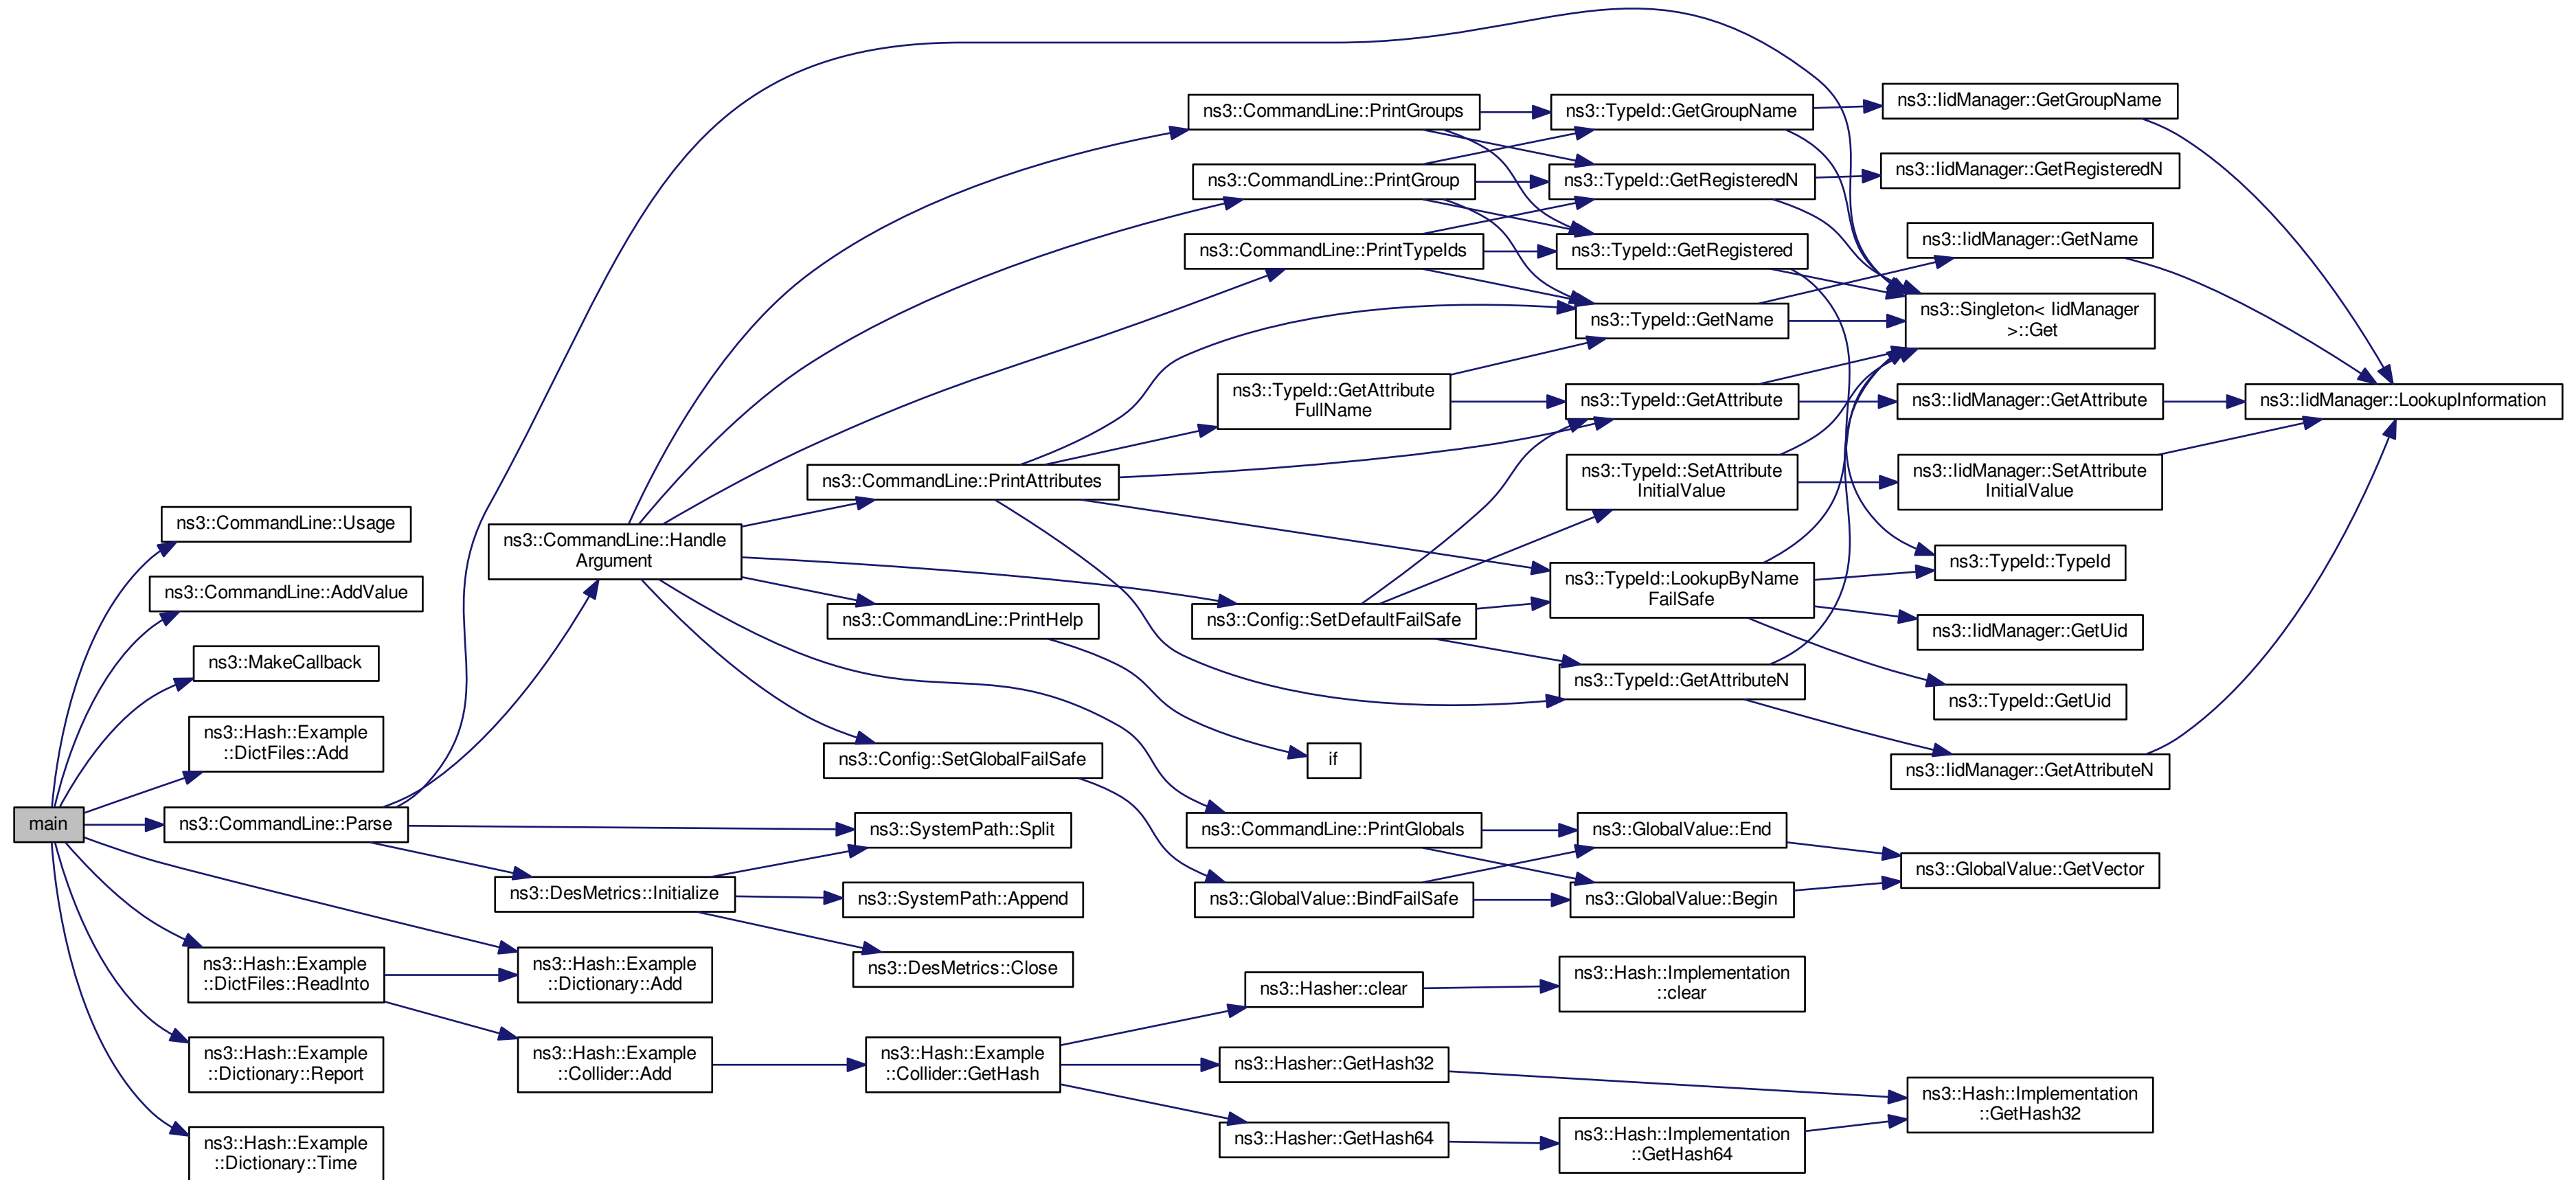 main
ns3::CommandLine::Usage
ns3::CommandLine::AddValue
ns3::MakeCallback
ns3::Hash::Example
::DictFiles::Add
ns3::CommandLine::Parse
ns3::Hash::Example
::DictFiles::ReadInto
ns3::Hash::Example
::Dictionary::Report
ns3::Hash::Example
::Dictionary::Time
ns3::CommandLine::Handle
Argument
ns3::DesMetrics::Initialize
ns3::Hash::Example
::Dictionary::Add
ns3::Hash::Example
::Collider::Add
ns3::CommandLine::PrintAttributes
ns3::CommandLine::PrintHelp
ns3::Config::SetGlobalFailSafe
ns3::SystemPath::Split
ns3::SystemPath::Append
ns3::DesMetrics::Close
ns3::Hash::Example
::Collider::GetHash
ns3::CommandLine::PrintGroups
ns3::CommandLine::PrintGroup
ns3::CommandLine::PrintTypeIds
ns3::TypeId::GetAttribute
FullName
ns3::Config::SetDefaultFailSafe
if
ns3::CommandLine::PrintGlobals
ns3::GlobalValue::BindFailSafe
ns3::Hasher::clear
ns3::Hasher::GetHash32
ns3::Hasher::GetHash64
ns3::TypeId::GetGroupName
ns3::TypeId::GetRegisteredN
ns3::TypeId::GetRegistered
ns3::TypeId::GetName
ns3::TypeId::GetAttribute
ns3::TypeId::SetAttribute
InitialValue
ns3::TypeId::LookupByName
FailSafe
ns3::TypeId::GetAttributeN
ns3::GlobalValue::End
ns3::GlobalValue::Begin
ns3::Hash::Implementation
::clear
ns3::Hash::Implementation
::GetHash64
ns3::IidManager::GetGroupName
ns3::IidManager::GetRegisteredN
ns3::IidManager::GetName
ns3::Singleton< IidManager
>::Get
ns3::IidManager::GetAttribute
ns3::IidManager::SetAttribute
InitialValue
ns3::TypeId::TypeId
ns3::IidManager::GetUid
ns3::TypeId::GetUid
ns3::IidManager::GetAttributeN
ns3::GlobalValue::GetVector
ns3::Hash::Implementation
::GetHash32
ns3::IidManager::LookupInformation